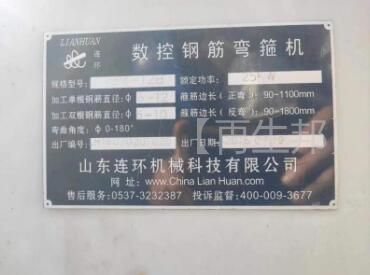 LIANHUAN
连环
数控钢筋弯箍机
规格型号: 额定功率: 25KW
加工单根钢筋直径: φ5-12 箍筋边长(正弯): 90-1100mm
加工双根钢筋直径: φ5-10 箍筋边长(反弯): 90-1800mm
弯曲角度: φ 0-180°
出厂编号: 出厂日期:
【再生邦】
山东连环机械科技有限公司
网 址: www.China Lian Huan.com
售后服务:0537-3232387 投诉监督:400-009-3677